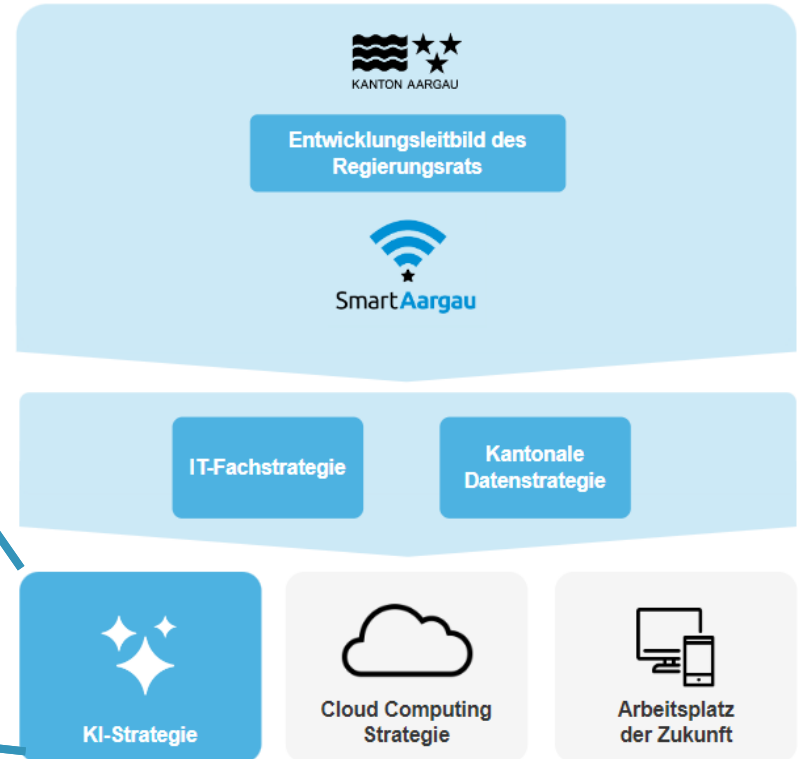 KANTON AARGAU
Entwicklungsleitbild des
Regierungsrats
SmartAargau
IT-Fachstrategie
Kantonale
Datenstrategie
KI-Strategie
Cloud Computing
Strategie
Arbeitsplatz
der Zukunft